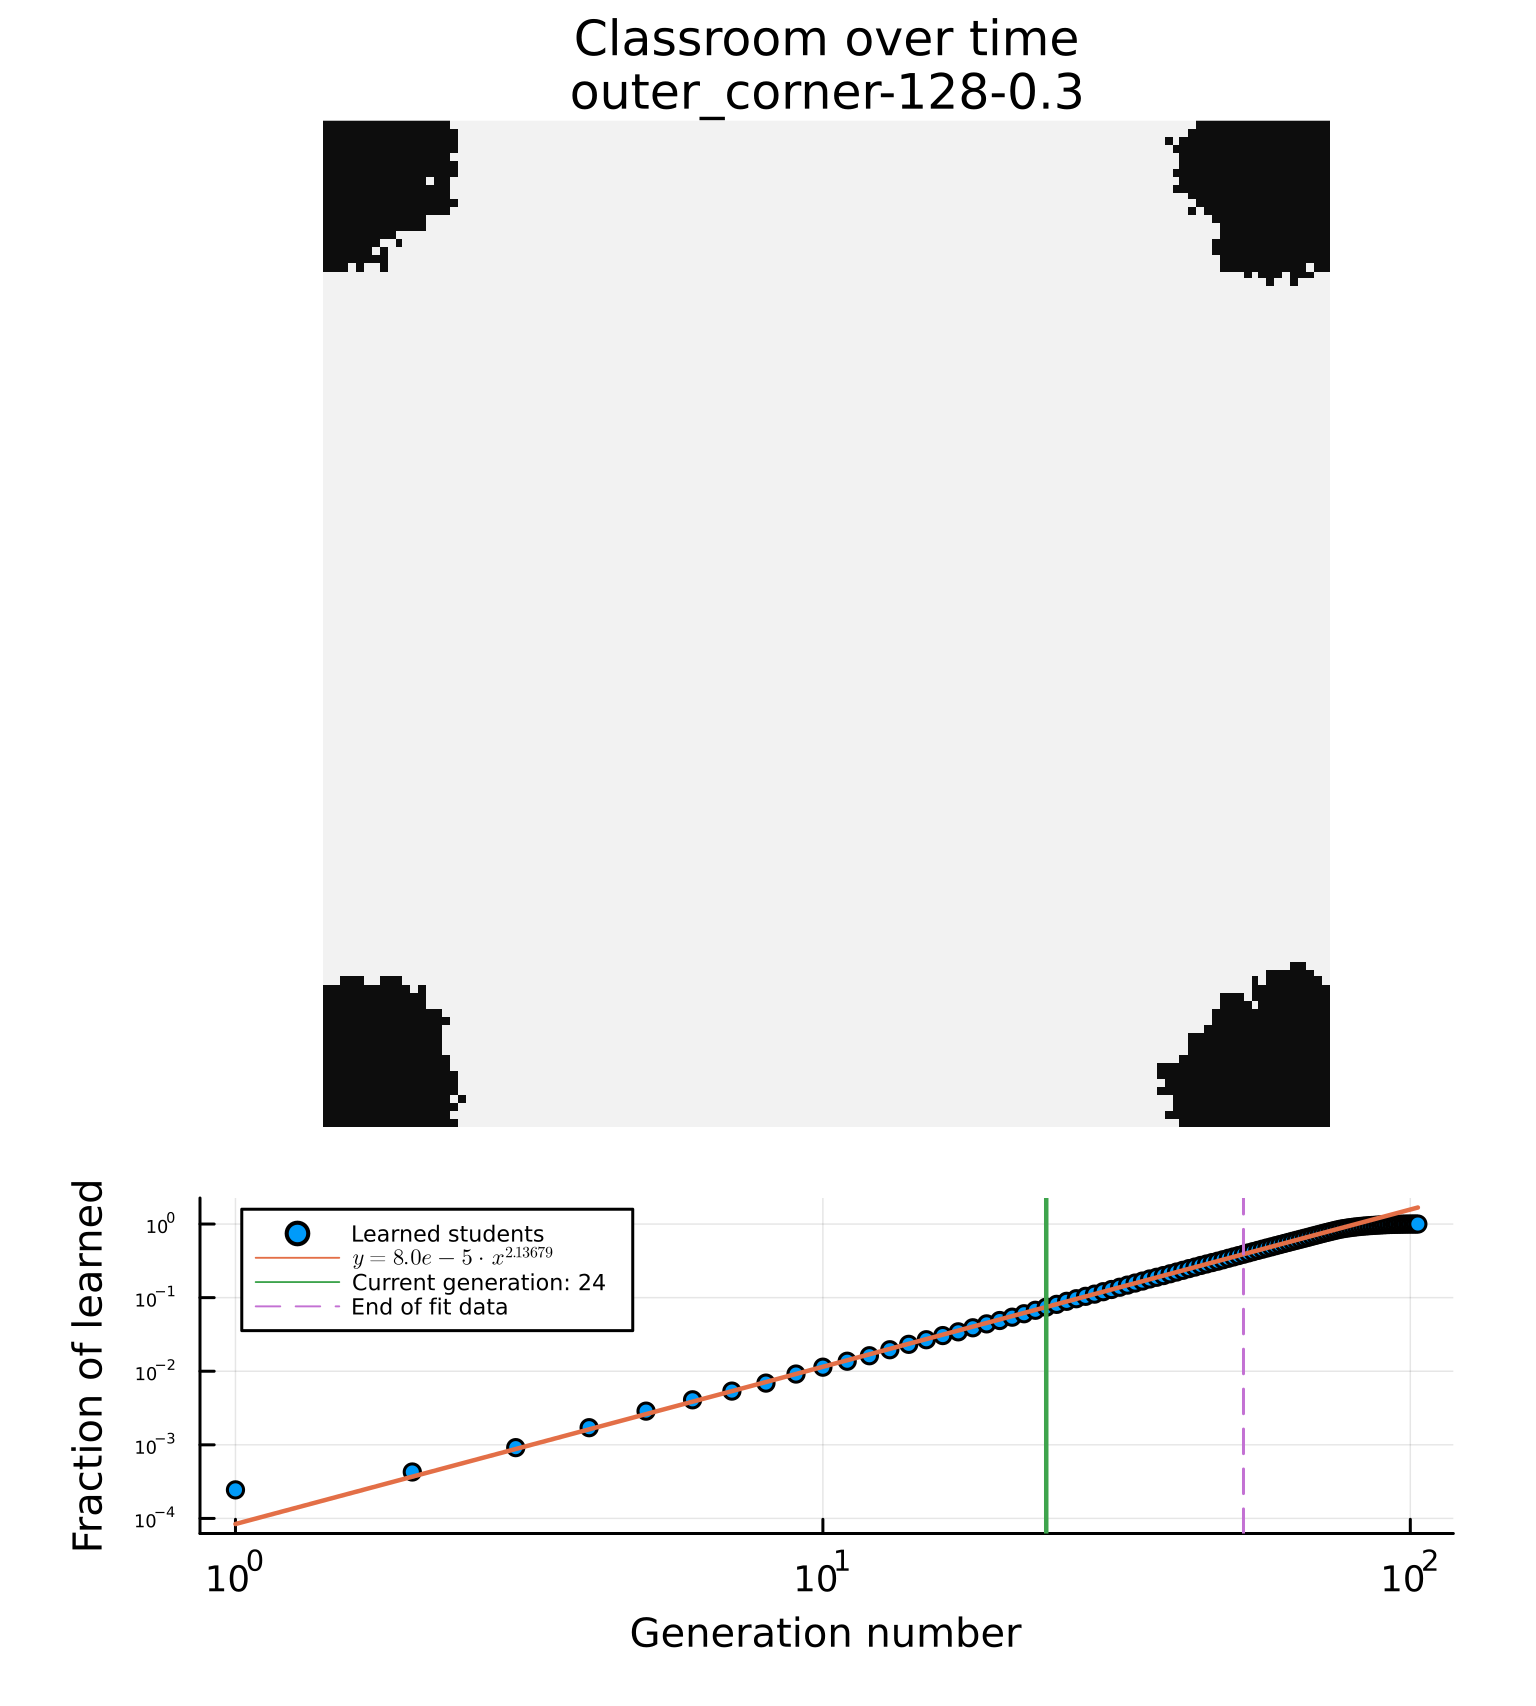 Classroom over time
outer_corner-128-0.3
Fraction of learned
10^0
10^-1
10^-2
10^-3
10^-4
Learned students
y = 8.0e − 5 · x^2.13679
Current generation: 24
End of fit data
10^0 10^1 10^2
Generation number